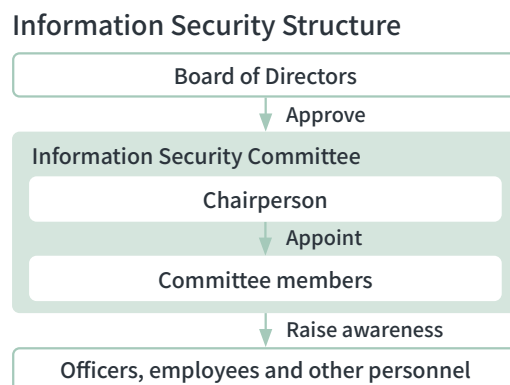 Information Security Structure
Board of Directors
Approve
Information Security Committee
Chairperson
Appoint
Committee members
Raise awareness
Officers, employees and other personnel